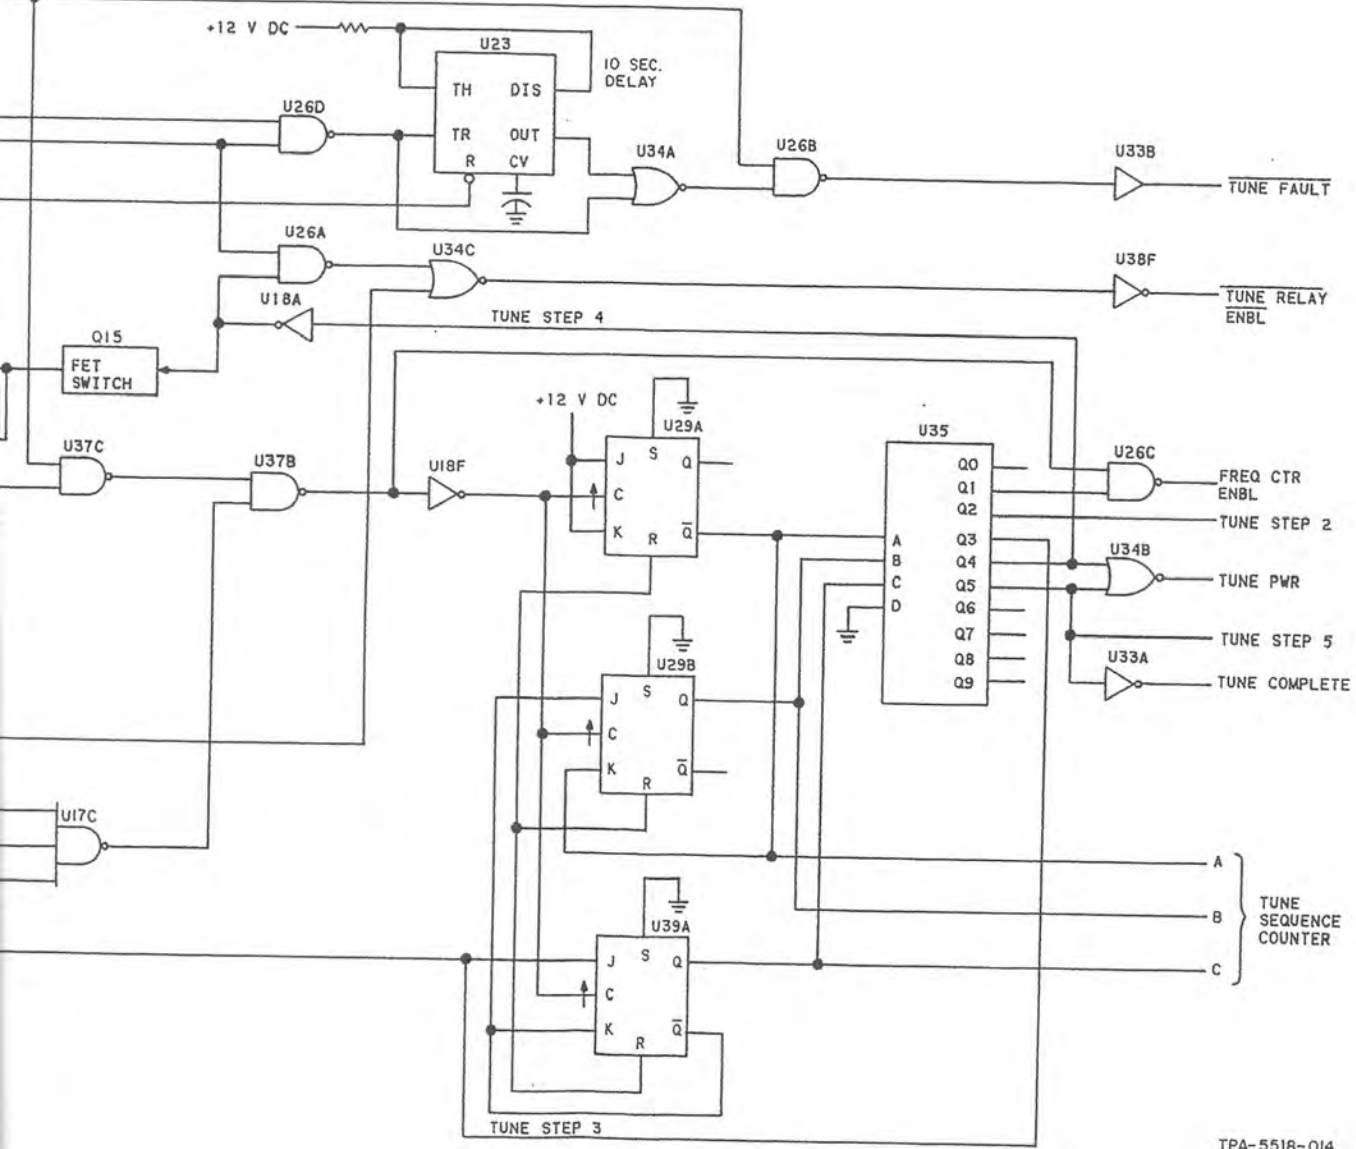 +12 V DC
U23
10 SEC.
DELAY
TH
DIS
U26D
TR
OUT
R
CV
U34A
U26B
U33B
TUNE FAULT
U26A
U34C
U38F
TUNE RELAY
ENBL
U18A
TUNE STEP 4
Q15
FET
SWITCH
+12 V DC
U29A
J
S
Q
C
K
R
Q
U35
Q0
Q1
Q2
Q3
Q4
Q5
Q6
Q7
Q8
Q9
A
B
C
D
U26C
FREQ CTR
ENBL
TUNE STEP 2
U34B
TUNE PWR
TUNE STEP 5
U33A
TUNE COMPLETE
U37C
U37B
U18F
U29B
J
S
Q
C
K
R
Q
U17C
A
B
C
TUNE
SEQUENCE
COUNTER
U39A
J
S
Q
C
K
R
Q
TUNE STEP 3
TPA-5518-014